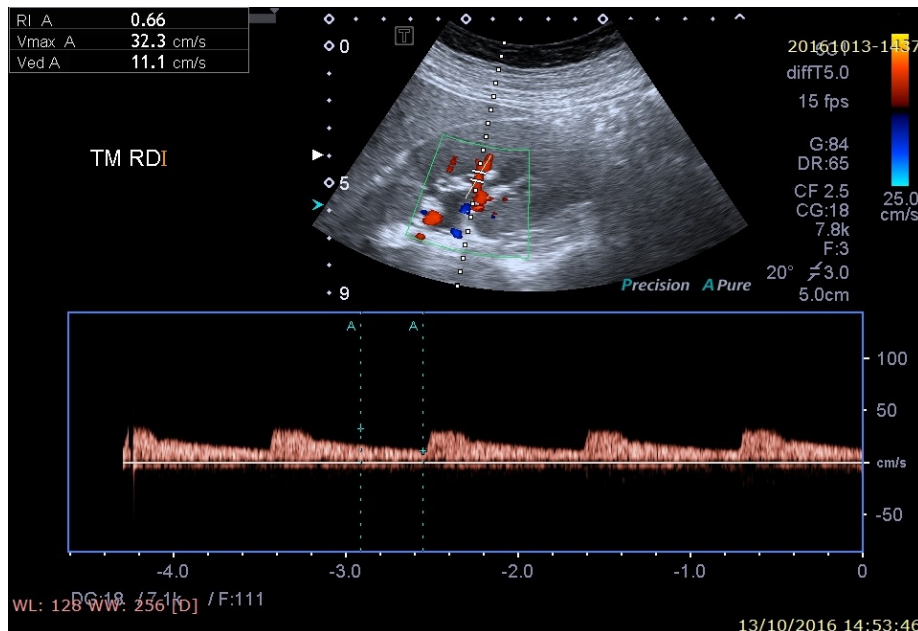 RI A 0.66
Vmax A 32.3 cm/s
Ved A 11.1 cm/s
T
20161013-1437
diffT5.0
15 fps
TM RDI
G:84
DR:65
CF 2.5
CG:18
7.8k
F:3
20° 3.0
5.0cm
25.0
cm/s
0
5
9
Precision A Pure
A A
100
50
cm/s
-50
-4.0 -3.0 -2.0 -1.0 0
DG:18 / 7.1k / F:111
WL: 128 WW: 256 [D]
13/10/2016 14:53:46